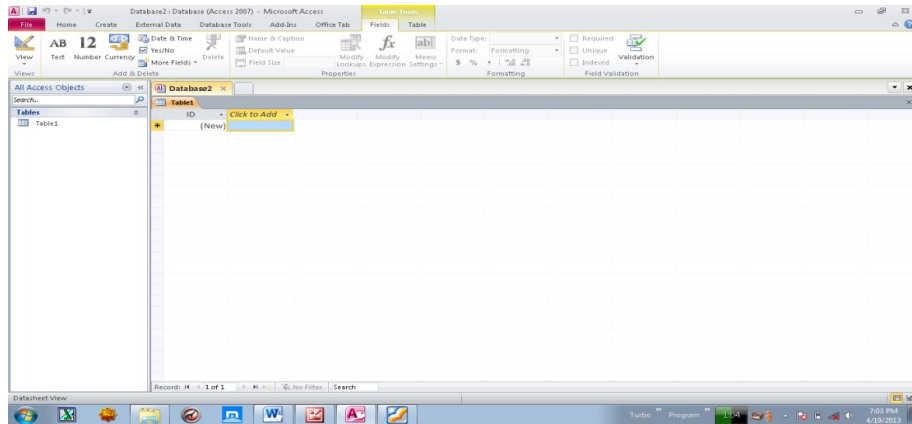 Database2 : Database (Access 2007) - Microsoft Access
Table Tools
File Home Create External Data Database Tools Add-Ins Office Tab Fields Table
View
AB Text
12 Number
Currency
Date & Time
Yes/No
More Fields
Delete
Name & Caption
Default Value
Field Size
Modify Lookups
Modify Expression
Memo Settings
Data Type:
Format: Formatting
$ % ,
Required
Unique
Indexed
Validation
Views Add & Delete Properties Formatting Field Validation
All Access Objects
Search...
Tables
Table1
Database2
Table1
ID Click to Add
(New)
Record: 1 of 1 No Filter Search
Datasheet View
Turbo Program 1:04
7:03 PM
4/19/2013